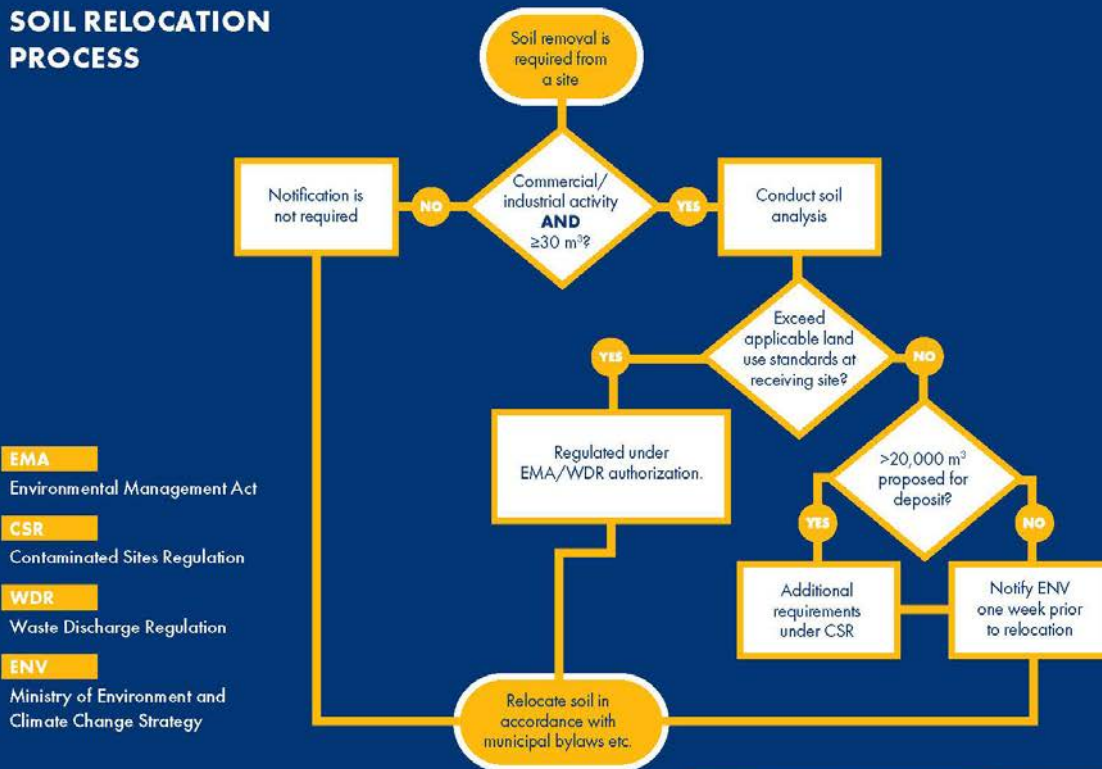 SOIL RELOCATION
PROCESS
Soil removal is
required from
a site
Commercial/
industrial activity
AND
≥30 m³?
NO
YES
Notification is
not required
Conduct soil
analysis
Exceed
applicable land
use standards at
receiving site?
YES
NO
Regulated under
EMA/WDR authorization.
>20,000 m³
proposed for
deposit?
YES
NO
Additional
requirements
under CSR
Notify ENV
one week prior
to relocation
Relocate soil in
accordance with
municipal bylaws etc.
EMA
Environmental Management Act
CSR
Contaminated Sites Regulation
WDR
Waste Discharge Regulation
ENV
Ministry of Environment and
Climate Change Strategy